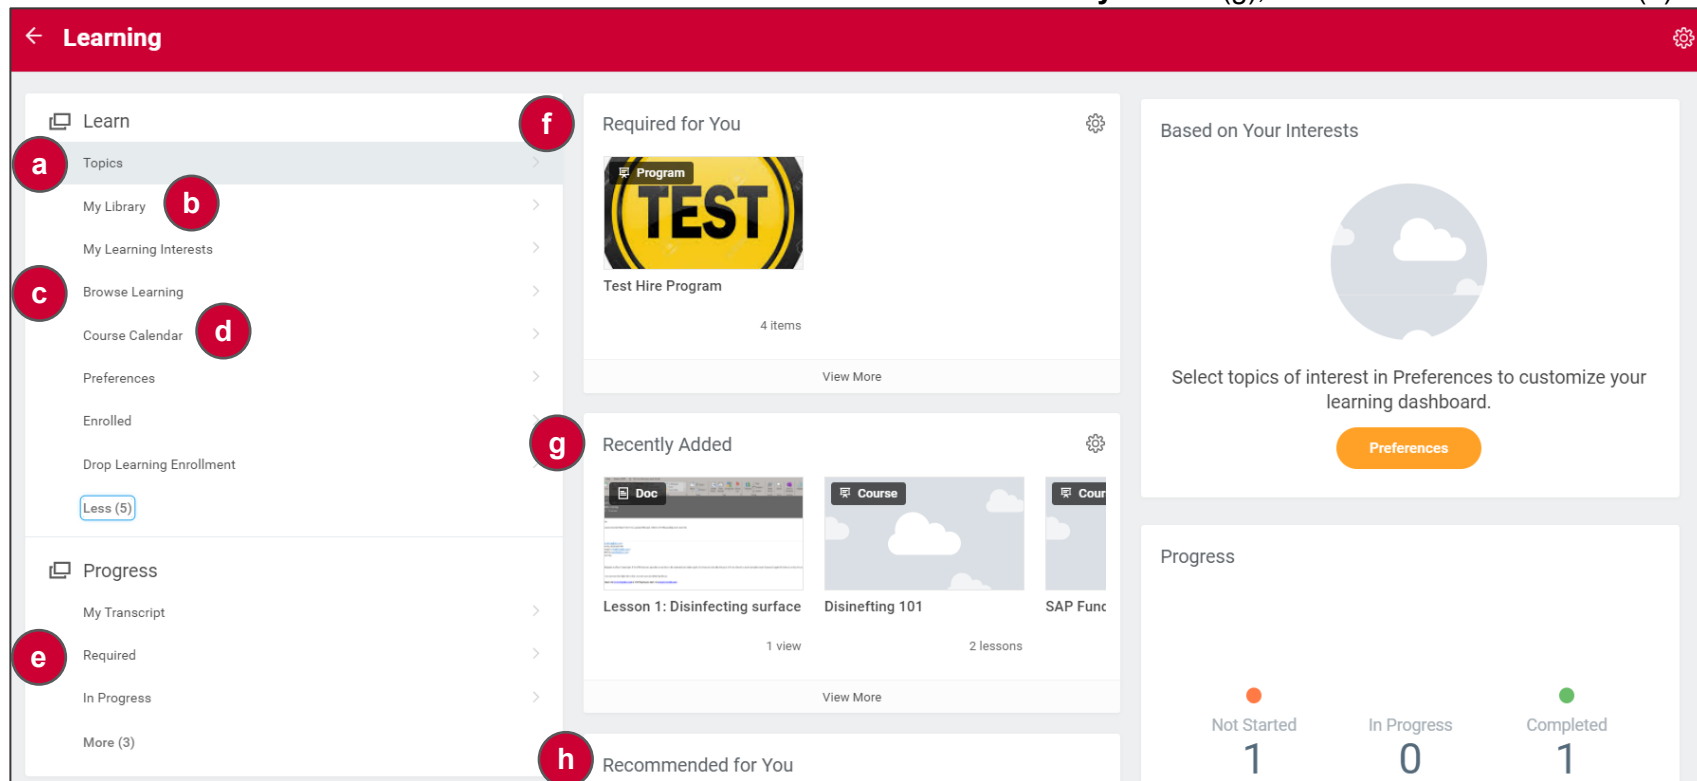 Learning
Learn
a
Topics
My Library
b
My Learning Interests
c
Browse Learning
Course Calendar
d
Preferences
Enrolled
Drop Learning Enrollment
Less (5)
Progress
My Transcript
e
Required
In Progress
More (3)
f
Required for You
Program
TEST
Test Hire Program
4 items
View More
g
Recently Added
Doc
Lesson 1: Disinfecting surface
1 view
Course
Disinefting 101
2 lessons
Cour
SAP Func
View More
h
Recommended for You
Based on Your Interests
Select topics of interest in Preferences to customize your
learning dashboard.
Preferences
Progress
Not Started
1
In Progress
0
Completed
1